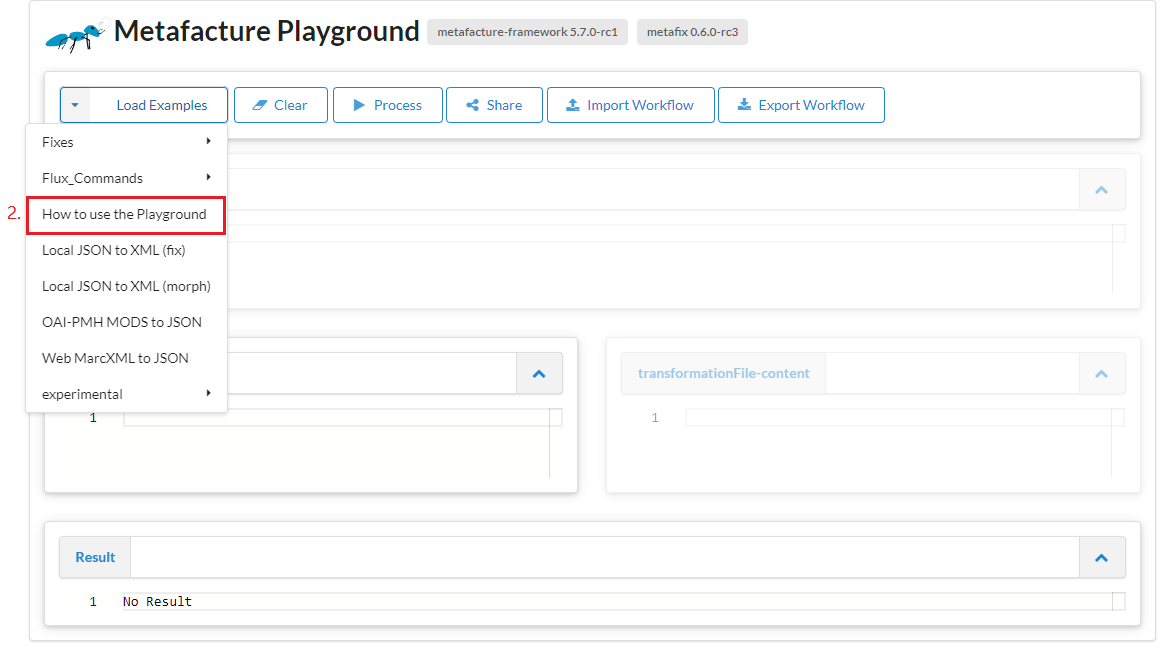 Metafacture Playground metafacture-framework 5.7.0-rc1 metafix 0.6.0-rc3
Load Examples Clear Process Share Import Workflow Export Workflow
Fixes
Flux_Commands
2. How to use the Playground
Local JSON to XML (fix)
Local JSON to XML (morph)
OAI-PMH MODS to JSON
Web MarcXML to JSON
transformationFile-content
experimental
1
1
Result
1 No Result